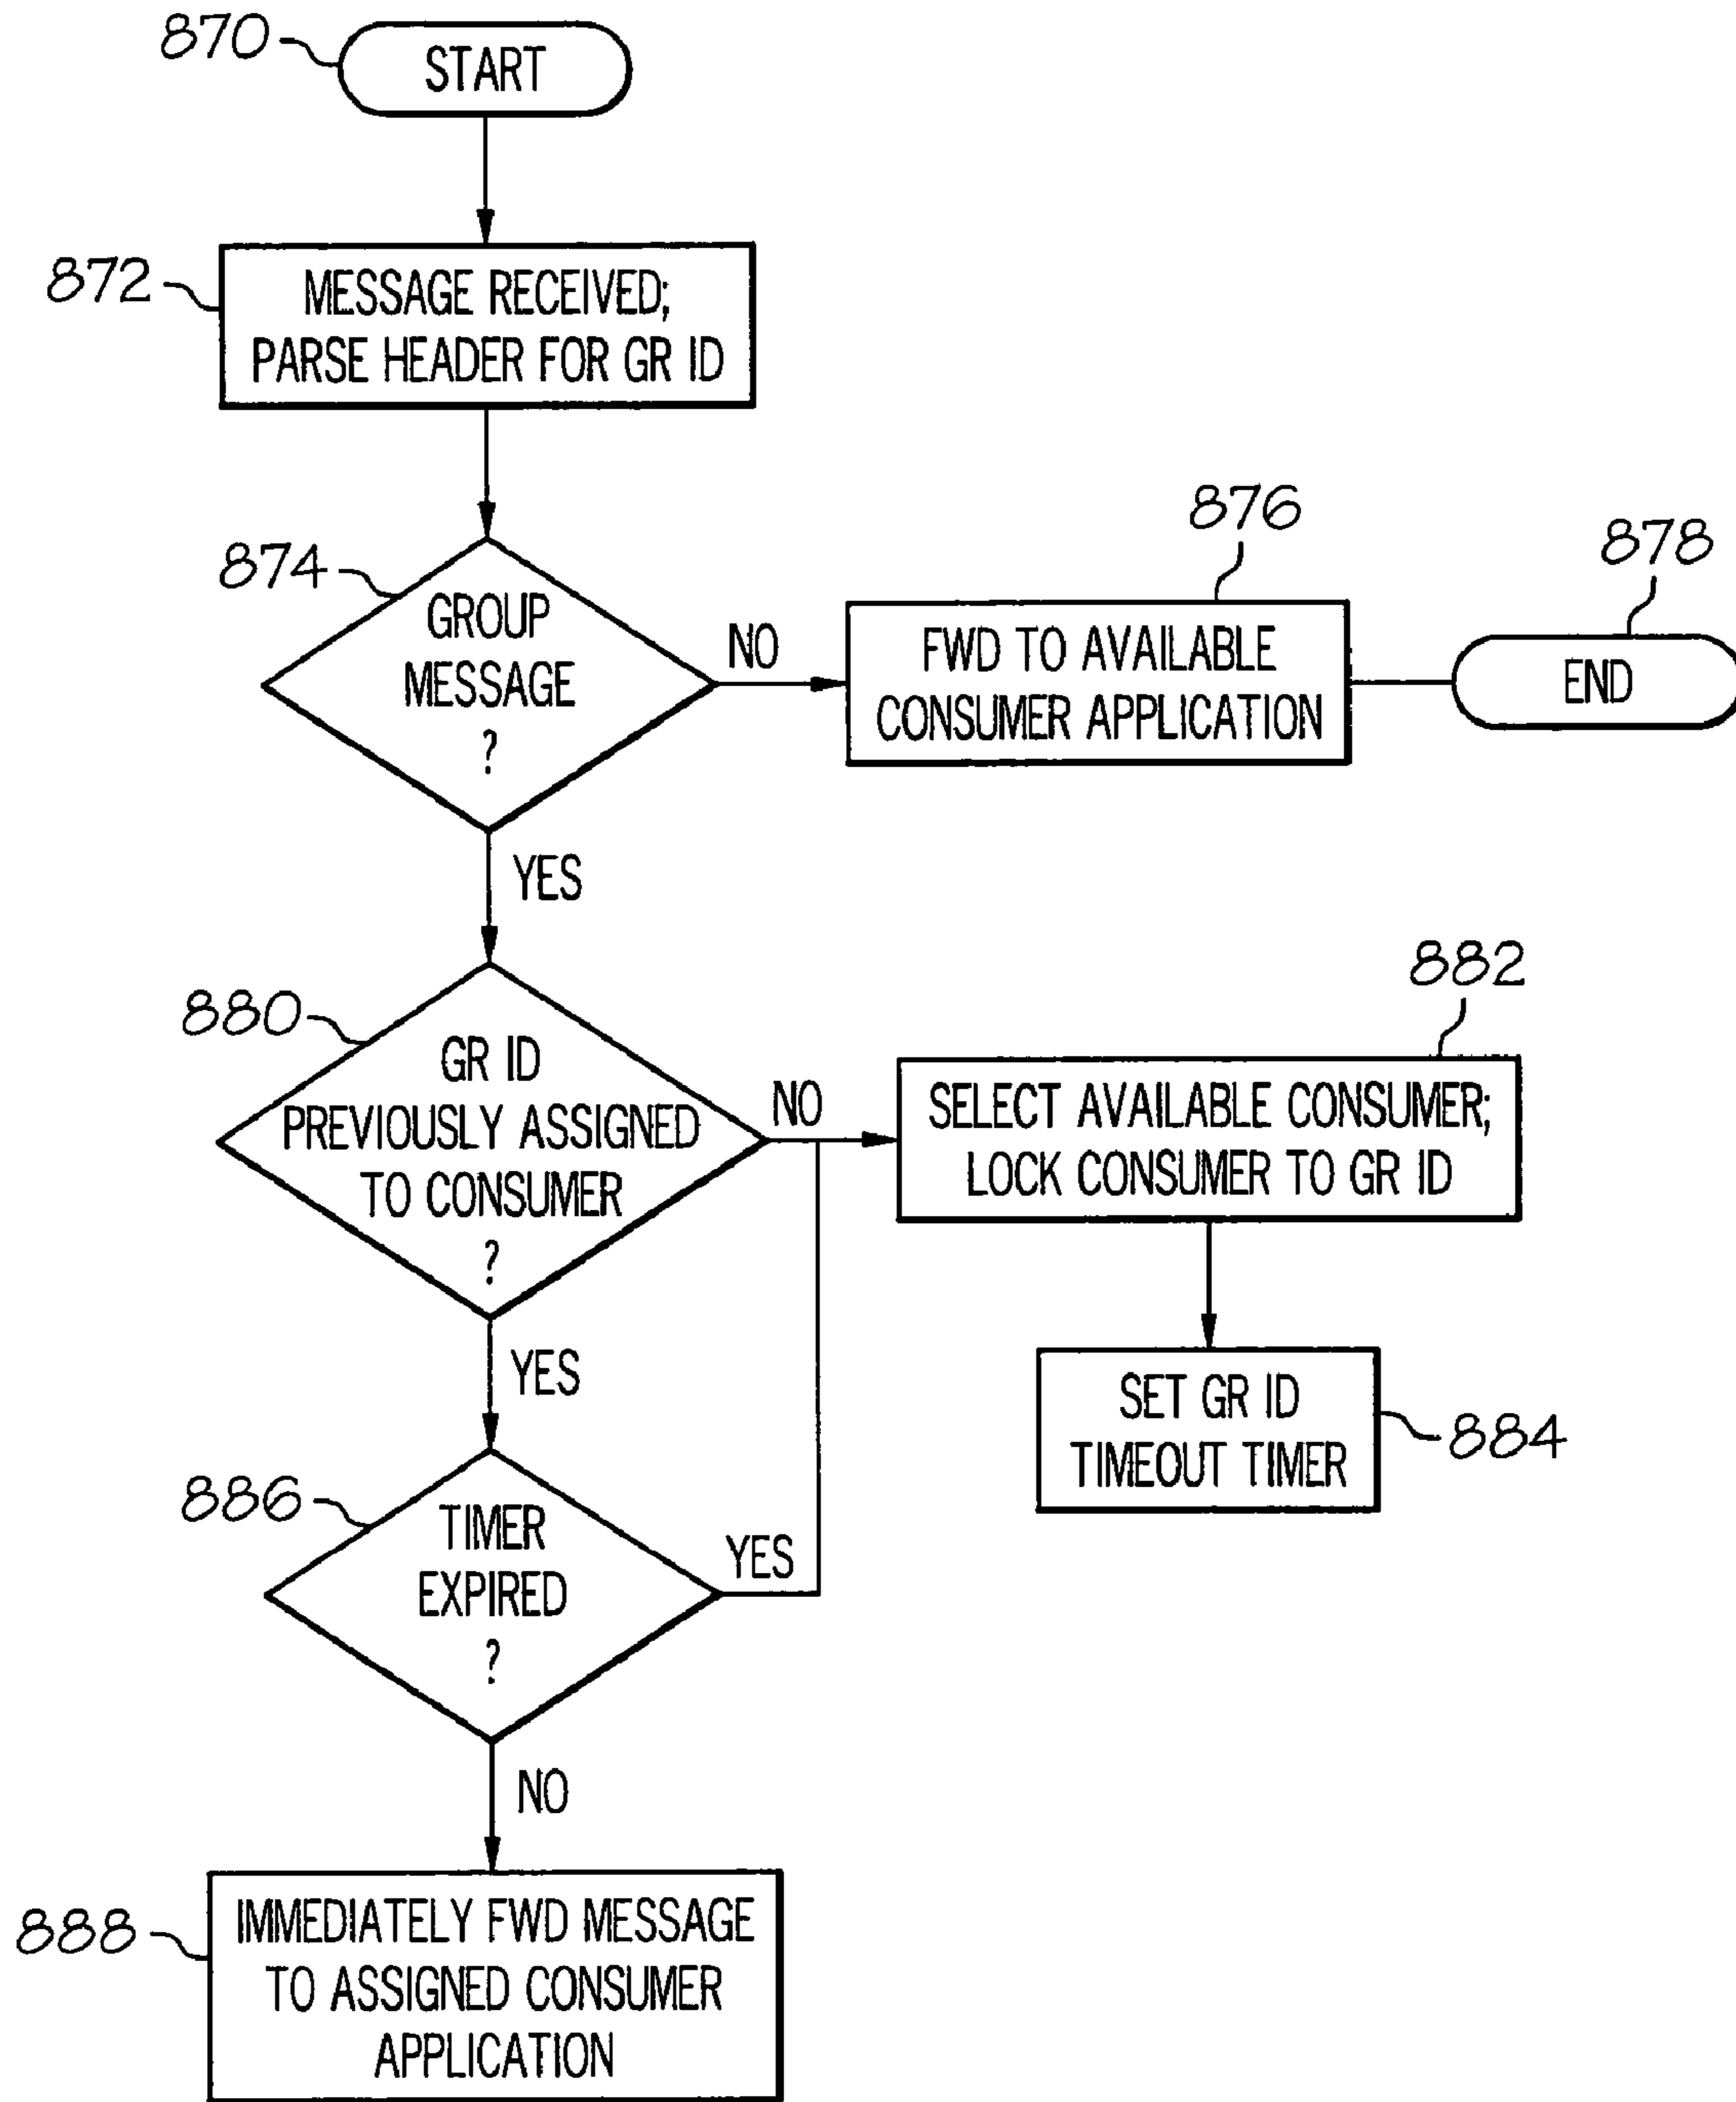 870
START
872
MESSAGE RECEIVED;
PARSE HEADER FOR GR ID
874
GROUP
MESSAGE
?
NO
876
FWD TO AVAILABLE
CONSUMER APPLICATION
878
END
YES
880
GR ID
PREVIOUSLY ASSIGNED
TO CONSUMER
?
NO
882
SELECT AVAILABLE CONSUMER;
LOCK CONSUMER TO GR ID
SET GR ID
TIMEOUT TIMER
884
YES
886
TIMER
EXPIRED
?
YES
NO
888
IMMEDIATELY FWD MESSAGE
TO ASSIGNED CONSUMER
APPLICATION